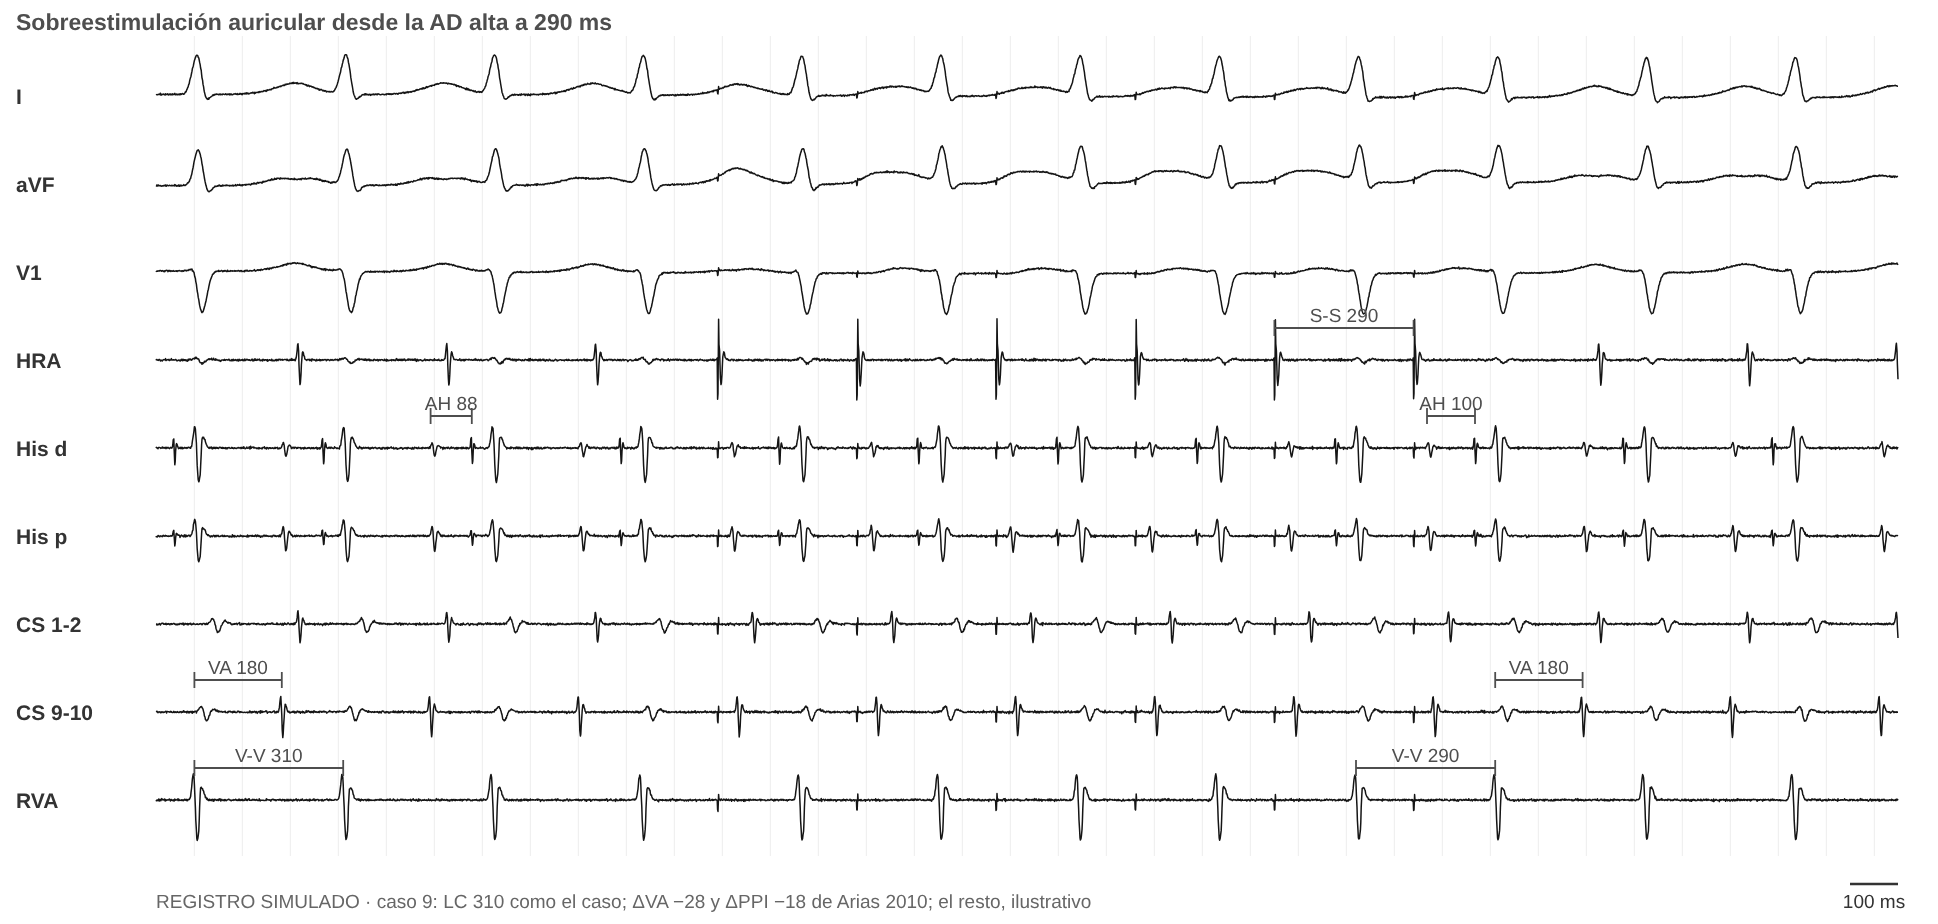 Sobreestimulación auricular desde la AD alta a 290 ms
I
aVF
V1
S-S 290
HRA
AH 88
AH 100
His d
His p
CS 1-2
VA 180
VA 180
CS 9-10
V-V 310
V-V 290
RVA
REGISTRO SIMULADO · caso 9: LC 310 como el caso; ΔVA −28 y ΔPPI −18 de Arias 2010; el resto, ilustrativo
100 ms